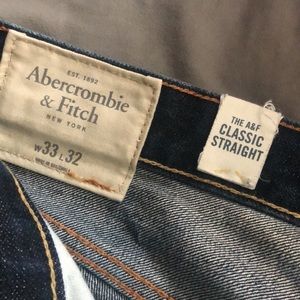 EST. 1892
Abercrombie
& Fitch
NEW YORK
W33 L32
THE A&F
CLASSIC
STRAIGHT